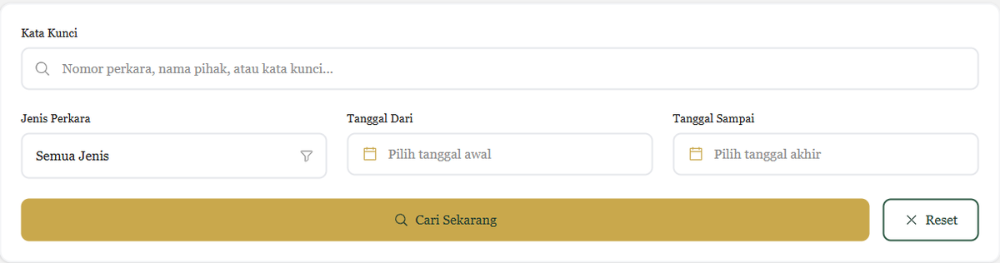 Kata Kunci
Nomor perkara, nama pihak, atau kata kunci...
Jenis Perkara
Tanggal Dari
Tanggal Sampai
Semua Jenis
Pilih tanggal awal
Pilih tanggal akhir
Cari Sekarang
Reset